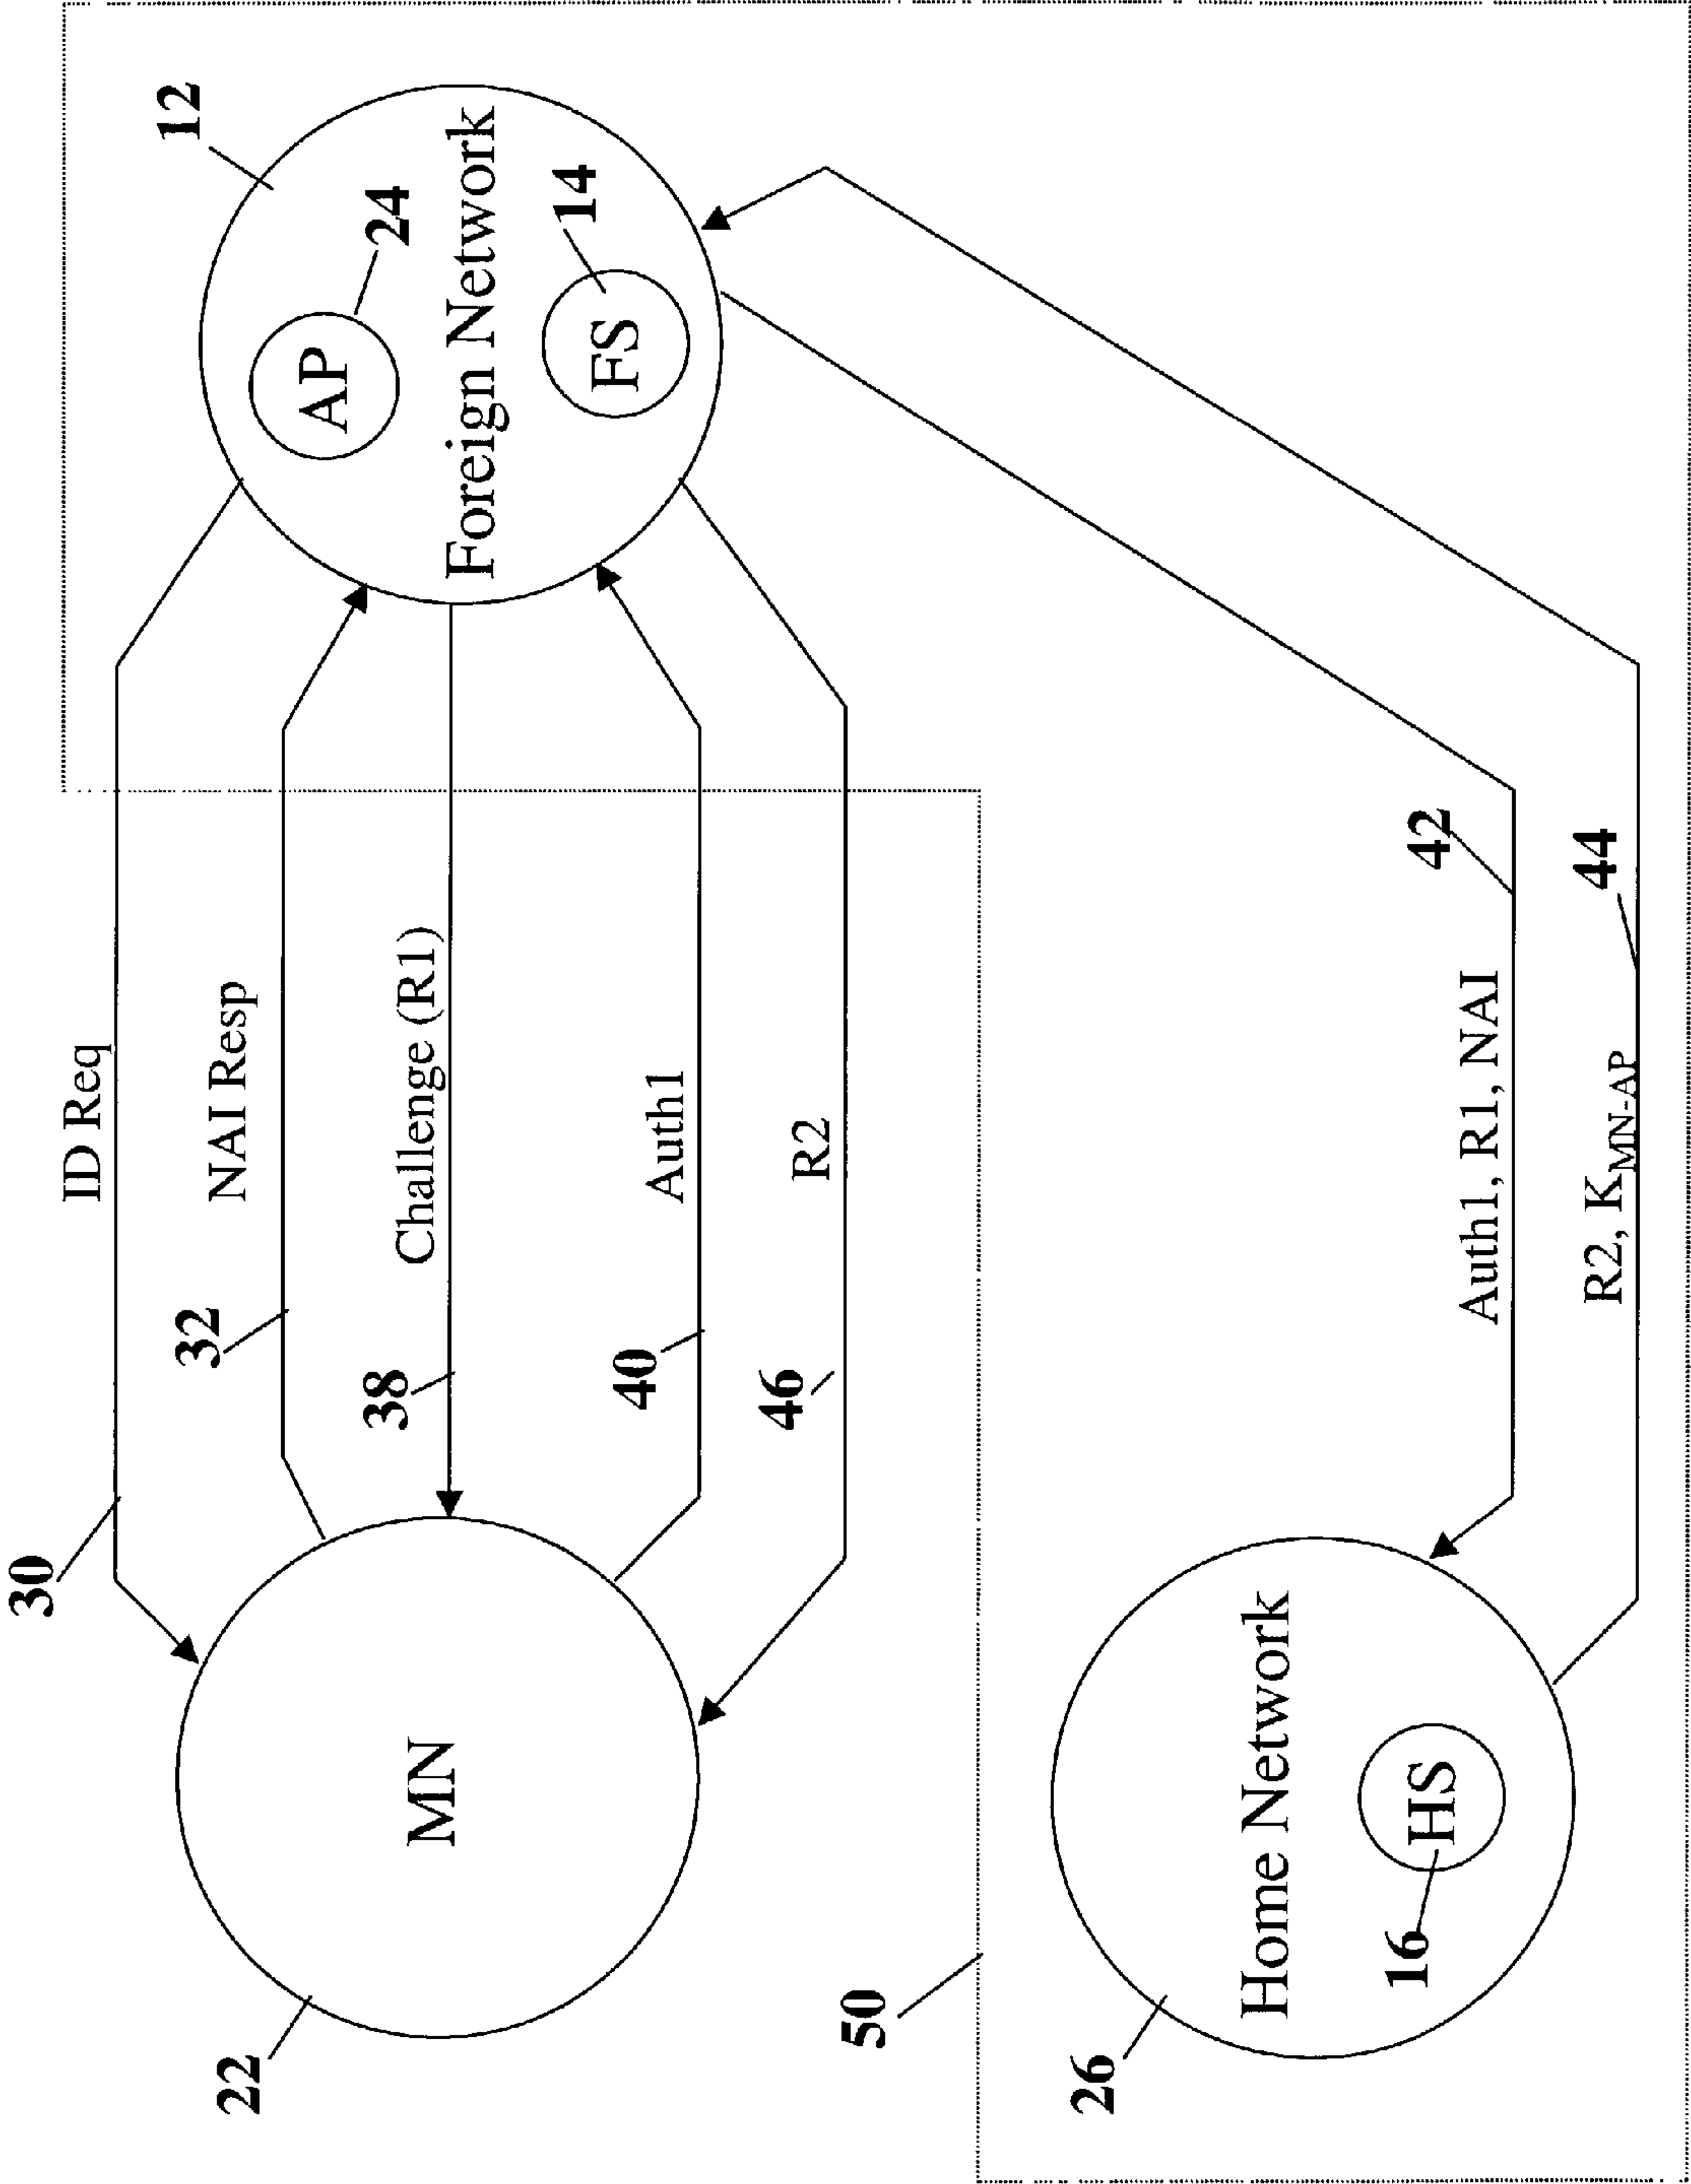 30
ID Req
32
NAI Resp
12
AP
24
38
Challenge (R1)
Foreign Network
22
MN
40
Auth1
FS
14
46
R2
50
26
Home Network
42
16
HS
Auth1, R1, NAI
44
R2, K_MN-AP